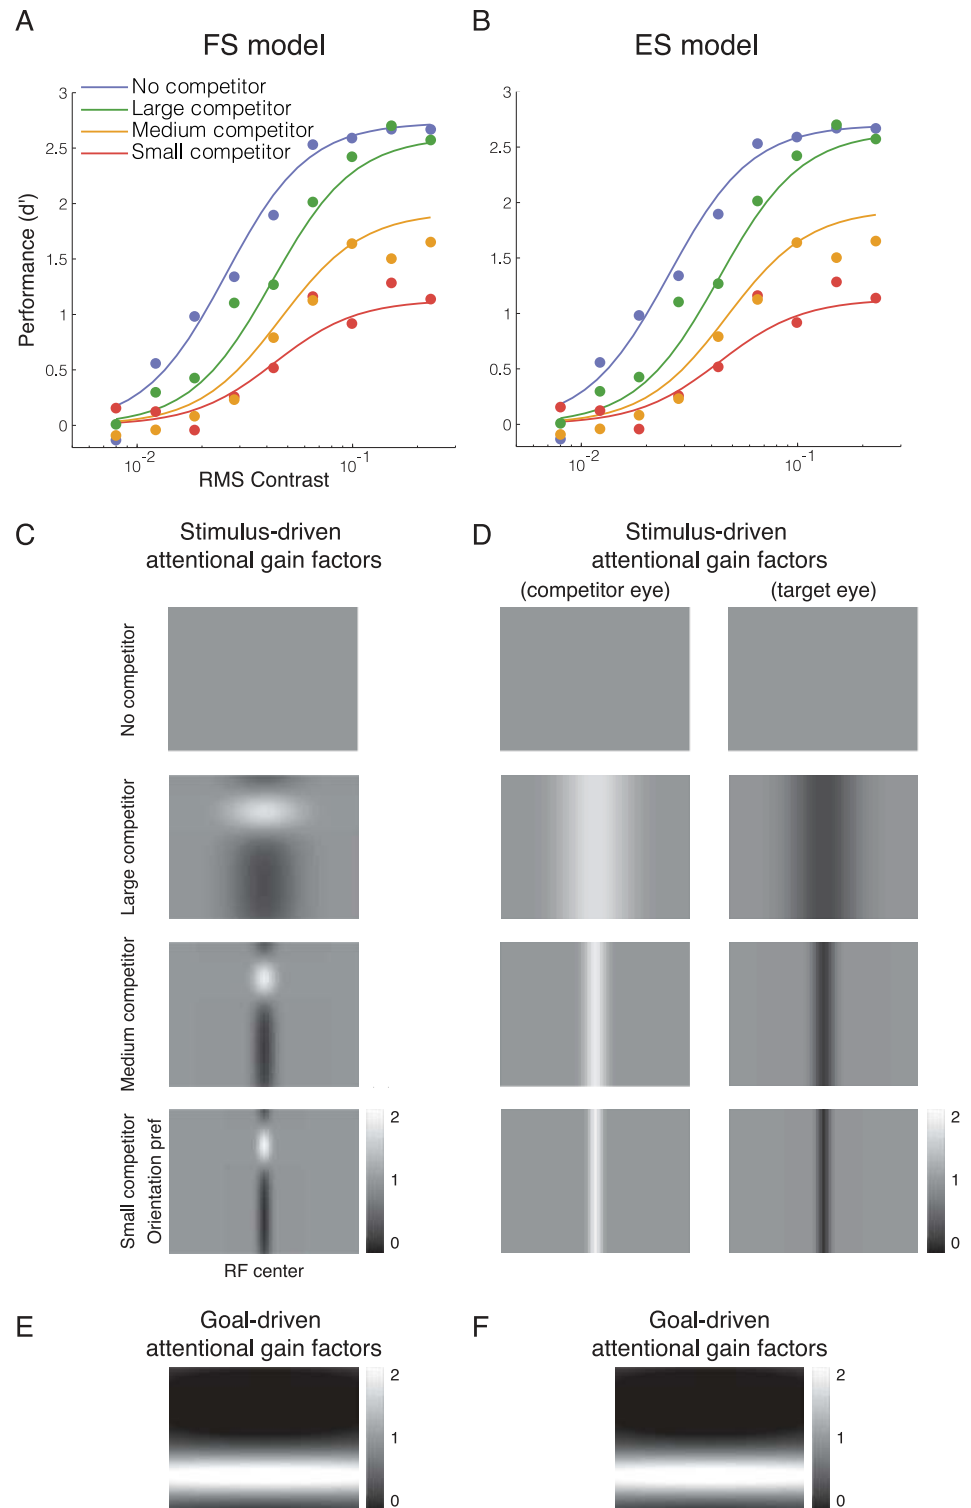 A
FS model
B
ES model
No competitor
Large competitor
Medium competitor
Small competitor
3
2.5
2
1.5
1
0.5
0
Performance (d')
10-2
10-1
RMS Contrast
3
2.5
2
1.5
1
0.5
0
10-2
10-1
C
Stimulus-driven
attentional gain factors
D
Stimulus-driven
attentional gain factors
(competitor eye)
(target eye)
No competitor
Large competitor
Medium competitor
Small competitor
Orientation pref
2
1
0
2
1
0
RF center
E
Goal-driven
attentional gain factors
2
1
0
F
Goal-driven
attentional gain factors
2
1
0